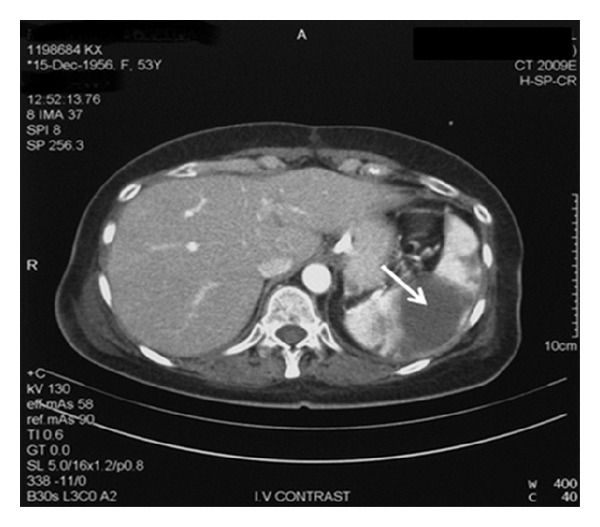 A
1198684 KX
*15-Dec-1956. F, 53Y
)
CT 2009E
H-SP-CR
12:52:13.76
8 IMA 37
SPI 8
SP 256.3
R
10cm
+C
kV 130
eff.mAs 58
ref.mAs 90
TI 0.6
GT 0.0
SL 5.0/16x1.2/p0.8
338 -11/0
B30s L3C0 A2
I.V CONTRAST
W 400
C 40